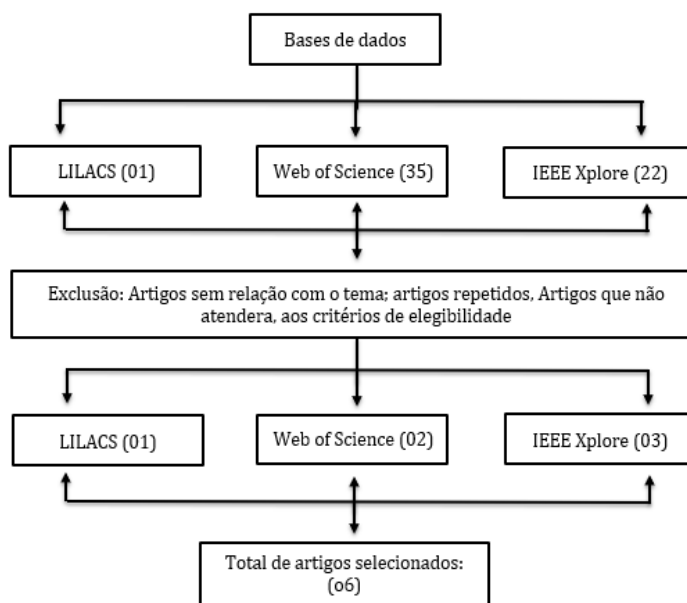 Bases de dados
LILACS (01)
Web of Science (35)
IEEE Xplore (22)
Exclusão: Artigos sem relação com o tema; artigos repetidos, Artigos que não
atendera, aos critérios de elegibilidade
LILACS (01)
Web of Science (02)
IEEE Xplore (03)
Total de artigos selecionados:
(o6)